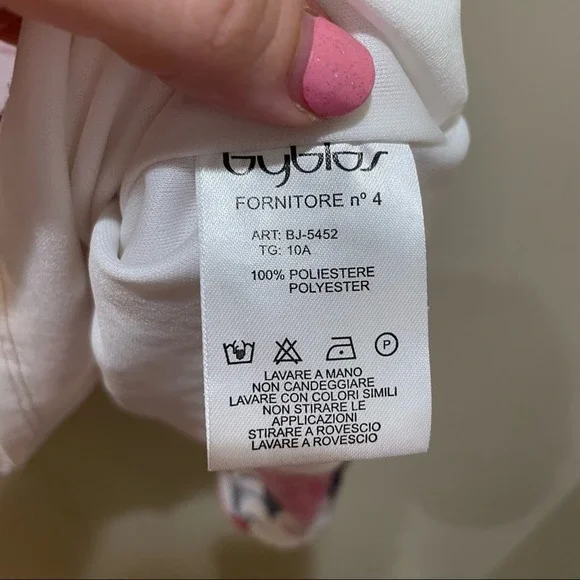 byblos
FORNITORE n° 4
ART: BJ-5452
TG: 10A
100% POLIESTERE
POLYESTER
P
LAVARE A MANO
NON CANDEGGIARE
LAVARE CON COLORI SIMILI
NON STIRARE LE
APPLICAZIONI
STIRARE A ROVESCIO
LAVARE A ROVESCIO